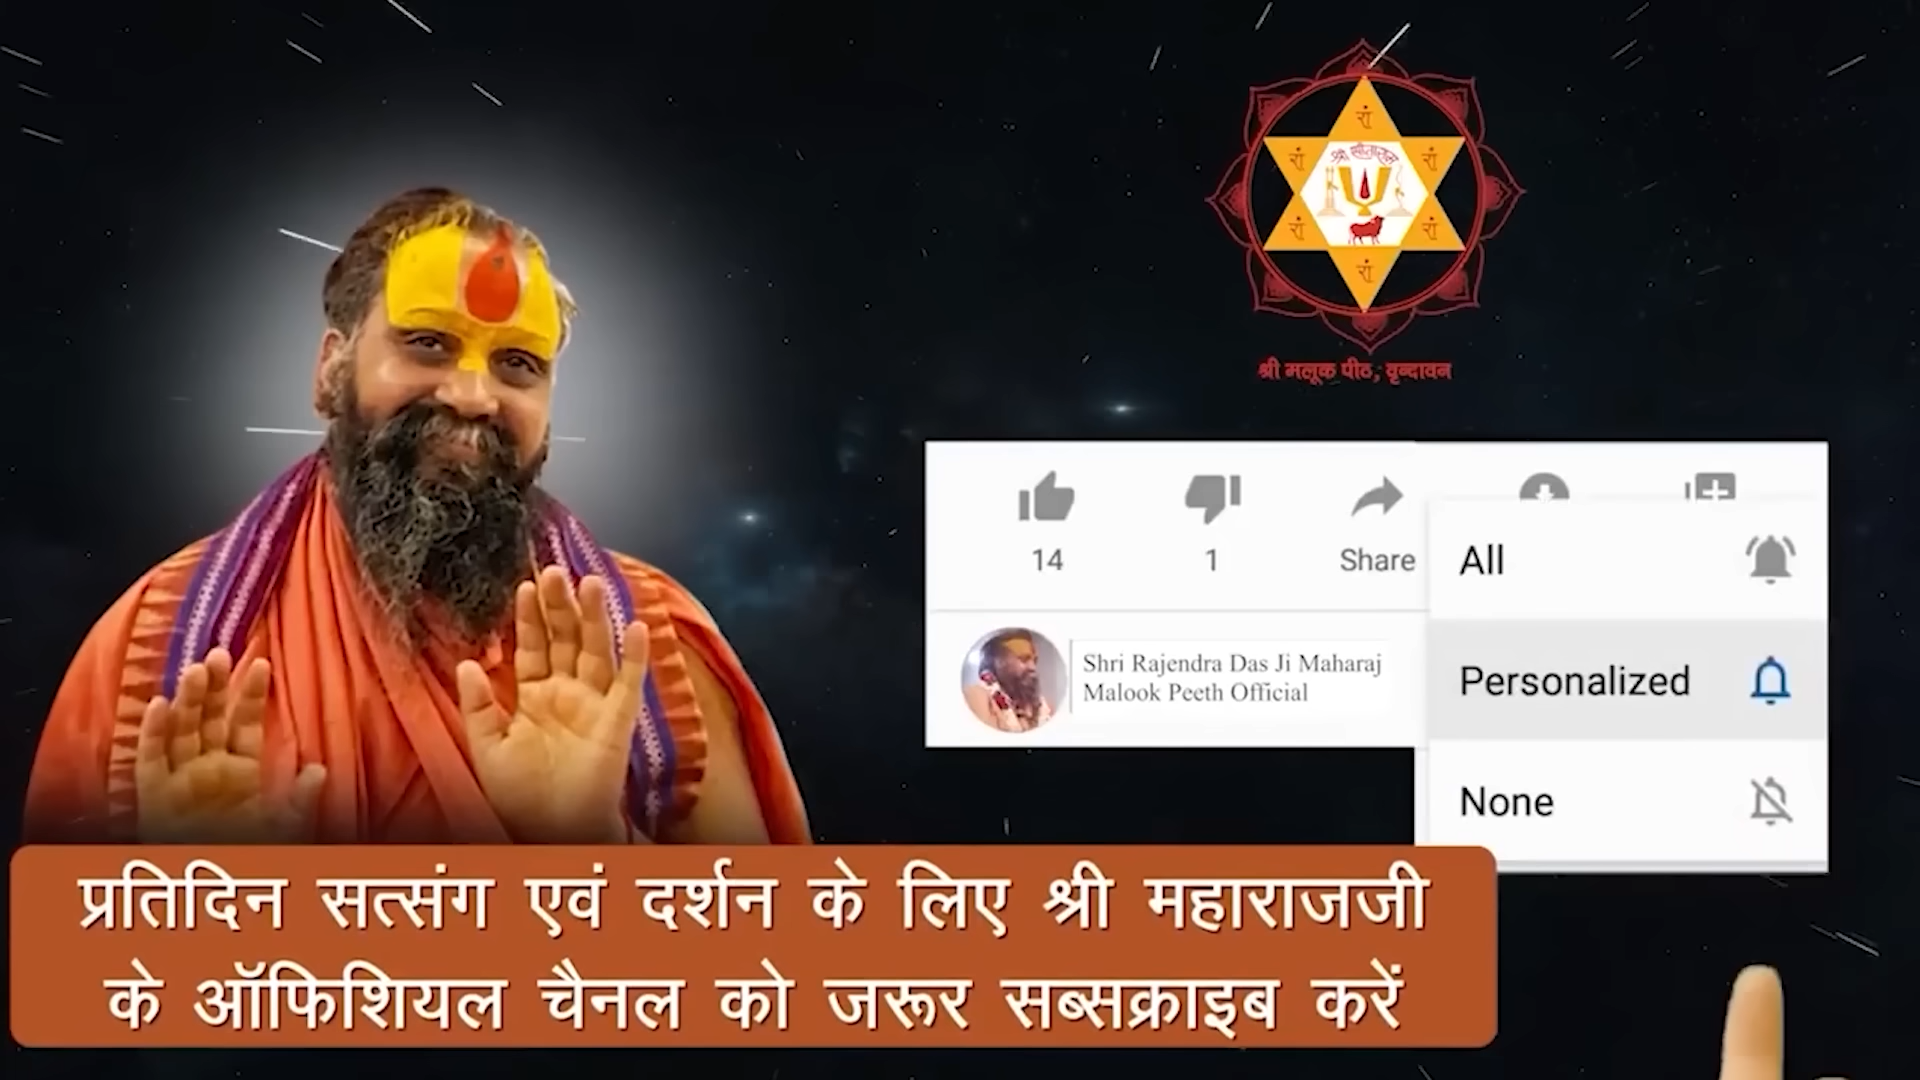 रां
रां
रां
श्री सीताराम
रां
रां
रां
श्री मलूक पीठ, वृन्दावन
14
1
Share
All
Personalized
None
Shri Rajendra Das Ji Maharaj
Malook Peeth Official
प्रतिदिन सत्संग एवं दर्शन के लिए श्री महाराजजी
के ऑफिशियल चैनल को जरूर सब्सक्राइब करें